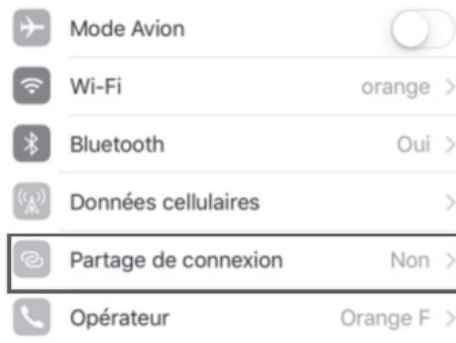 Mode Avion
Wi-Fi orange
Bluetooth Oui
Données cellulaires
Partage de connexion Non
Opérateur Orange F